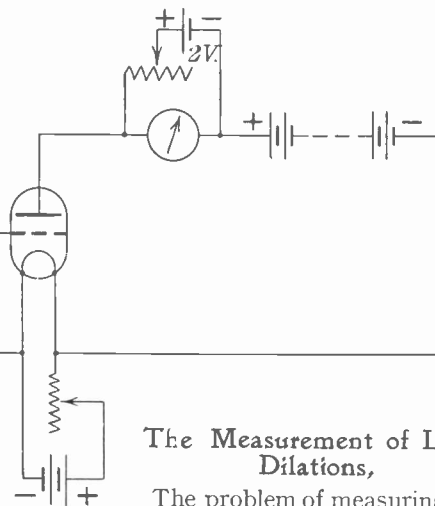 + –
2V.
+ –
– +
The Measurement of L
Dilations,
The problem of measuring